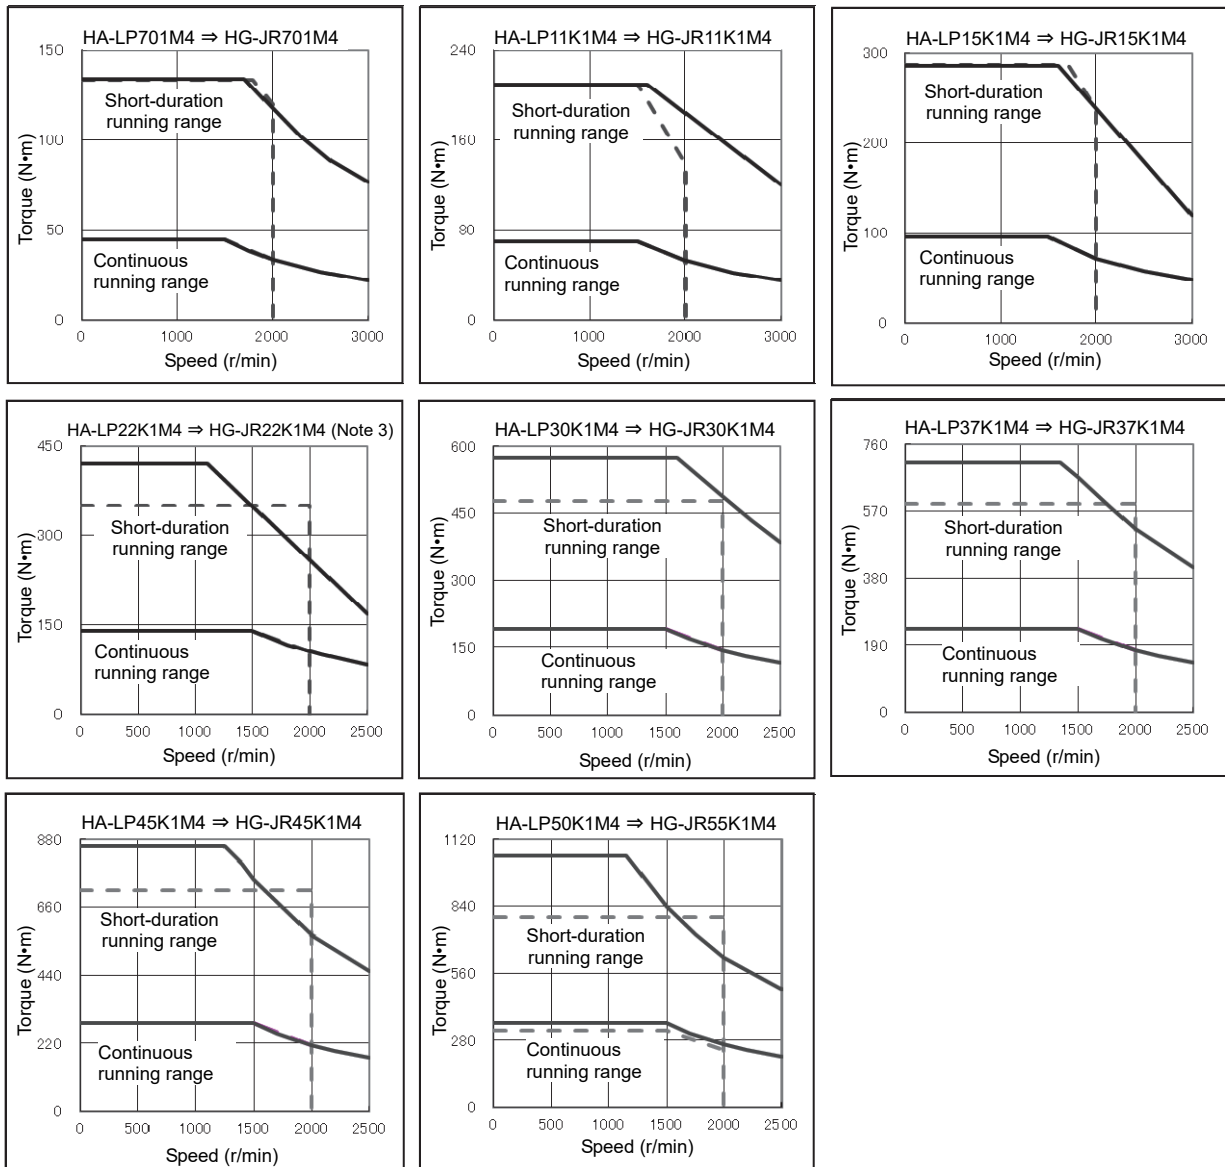 HA-LP701M4 ⇒ HG-JR701M4
150
100
50
0
Torque (N•m)
Short-duration
running range
Continuous
running range
0 1000 2000 3000
Speed (r/min)
HA-LP11K1M4 ⇒ HG-JR11K1M4
240
160
80
0
Torque (N•m)
Short-duration
running range
Continuous
running range
0 1000 2000 3000
Speed (r/min)
HA-LP15K1M4 ⇒ HG-JR15K1M4
300
200
100
0
Torque (N•m)
Short-duration
running range
Continuous
running range
0 1000 2000 3000
Speed (r/min)
HA-LP22K1M4 ⇒ HG-JR22K1M4 (Note 3)
450
300
150
0
Torque (N•m)
Short-duration
running range
Continuous
running range
0 500 1000 1500 2000 2500
Speed (r/min)
HA-LP30K1M4 ⇒ HG-JR30K1M4
600
450
300
150
0
Torque (N•m)
Short-duration
running range
Continuous
running range
0 500 1000 1500 2000 2500
Speed (r/min)
HA-LP37K1M4 ⇒ HG-JR37K1M4
760
570
380
190
0
Torque (N•m)
Short-duration
running range
Continuous
running range
0 500 1000 1500 2000 2500
Speed (r/min)
HA-LP45K1M4 ⇒ HG-JR45K1M4
880
660
440
220
0
Torque (N•m)
Short-duration
running range
Continuous
running range
0 500 1000 1500 2000 2500
Speed (r/min)
HA-LP50K1M4 ⇒ HG-JR55K1M4
1120
840
560
280
0
Torque (N•m)
Short-duration
running range
Continuous
running range
0 500 1000 1500 2000 2500
Speed (r/min)